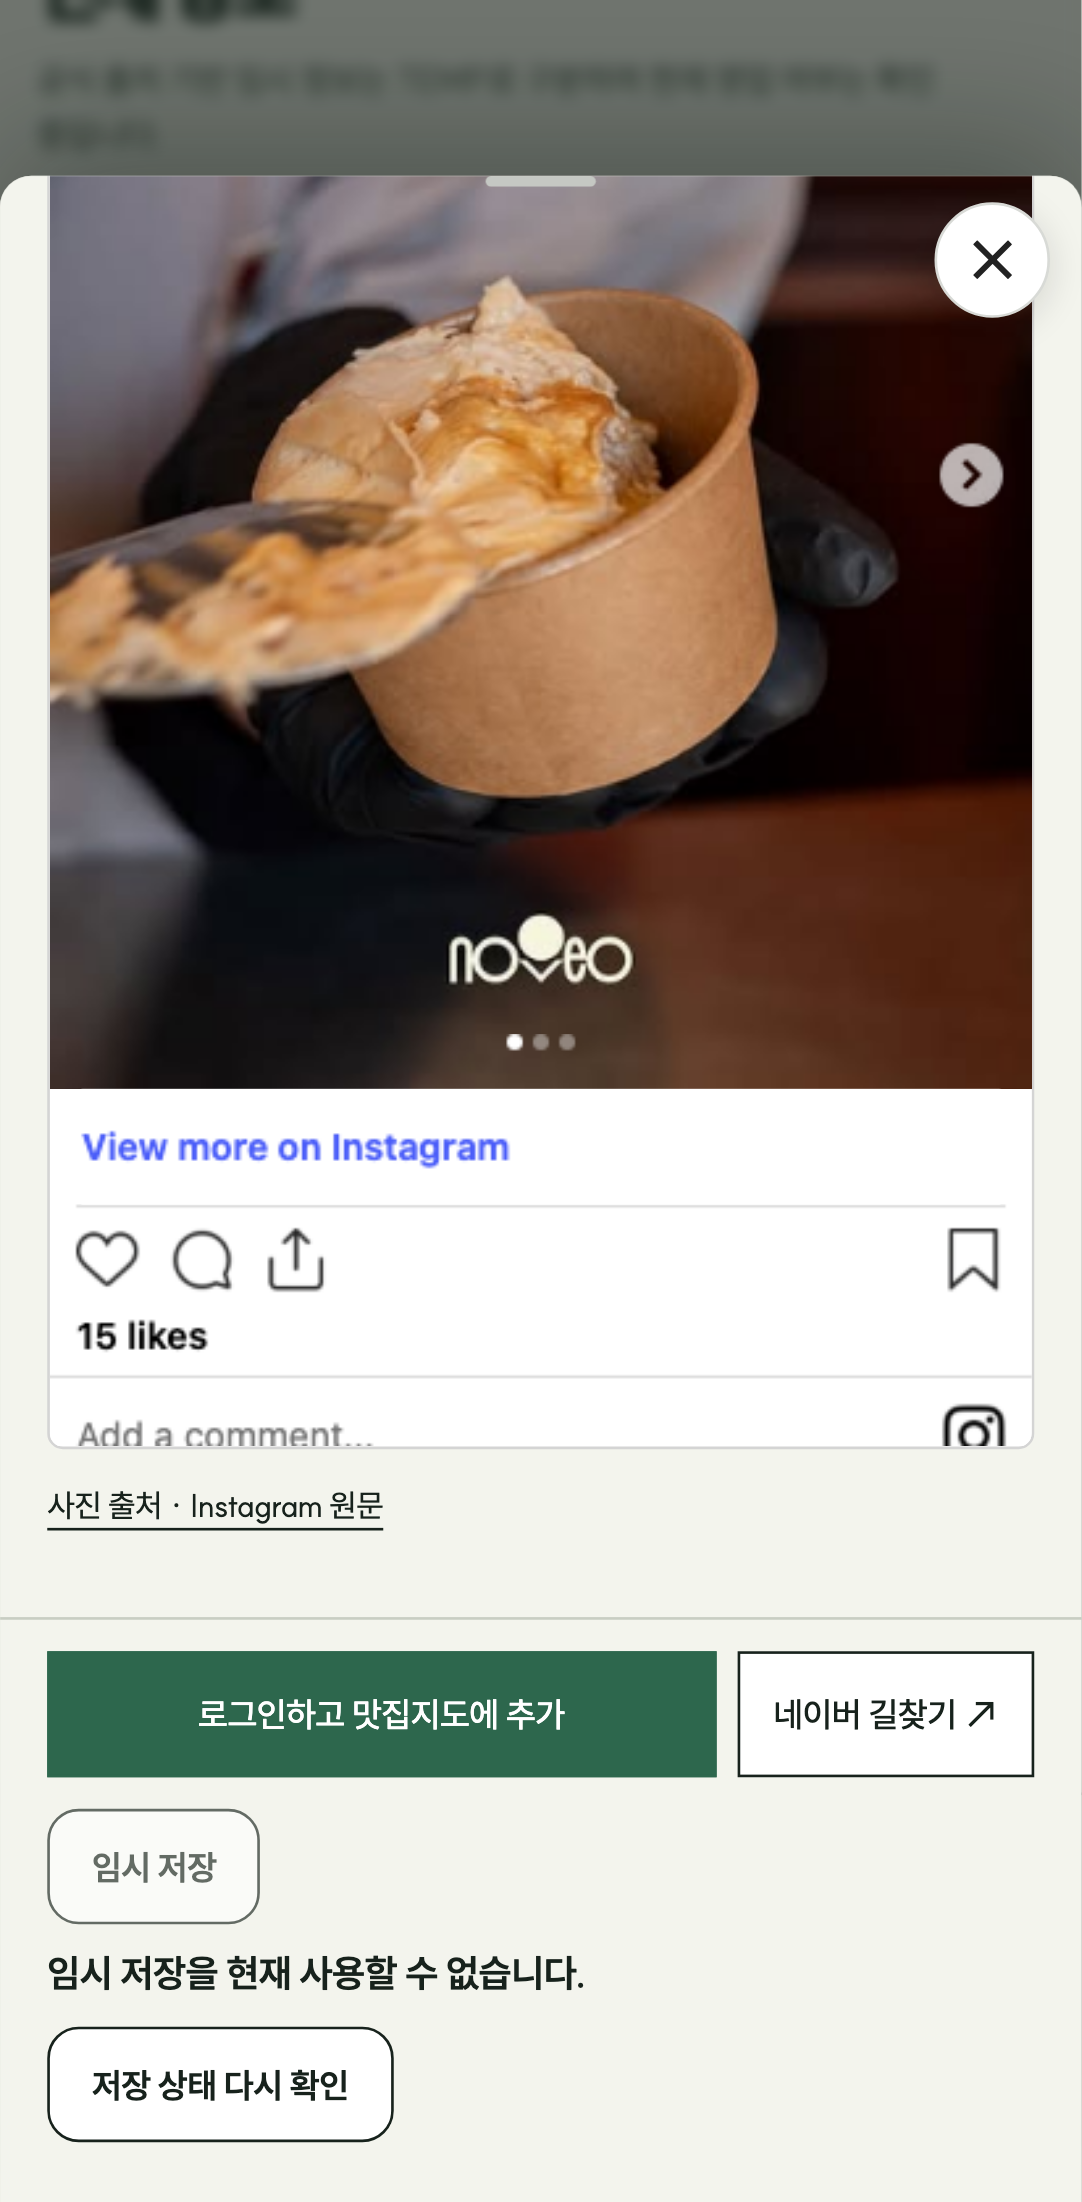 noveo
View more on Instagram
15 likes
Add a comment...
사진 출처 · Instagram 원문
로그인하고 맛집지도에 추가
네이버 길찾기 ↗
임시 저장
임시 저장을 현재 사용할 수 없습니다.
저장 상태 다시 확인